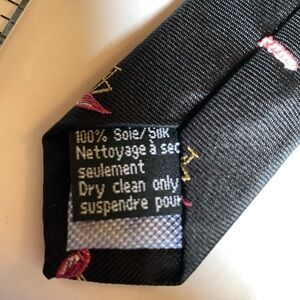 100% Soie/Silk
Nettoyage à sec
seulement
Dry clean only
suspendre pour